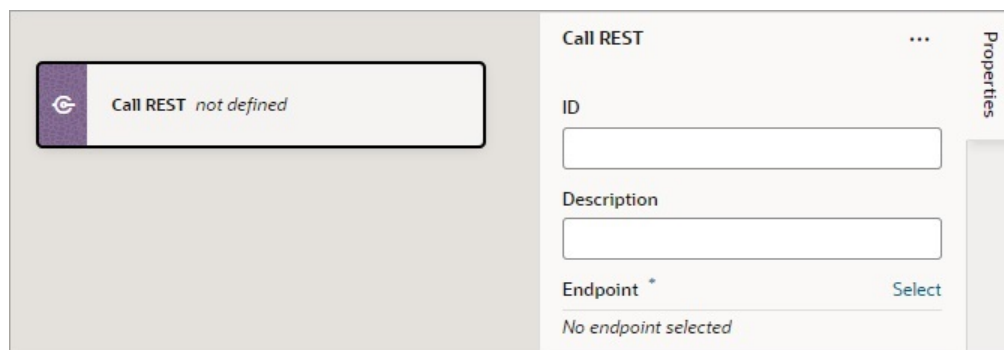 Call REST not defined
Call REST
...
ID
Description
Endpoint *
Select
No endpoint selected
Properties